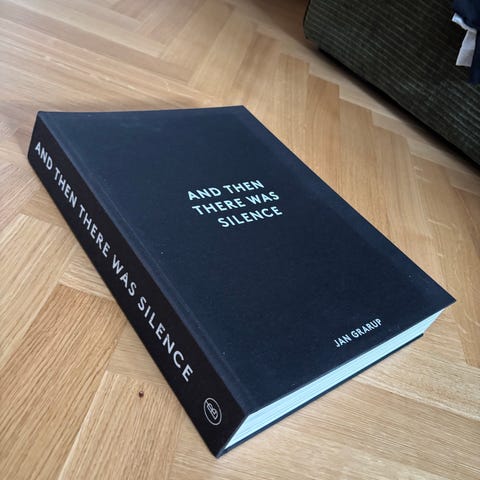 AND THEN THERE WAS SILENCE
AND THEN
THERE WAS
SILENCE
JAN GRARUP